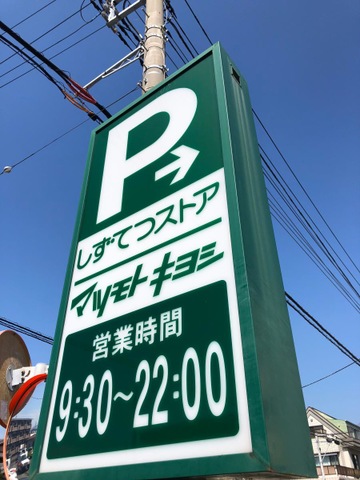 P
しずてつストア
マツモトキヨシ
営業時間
9:30～22:00